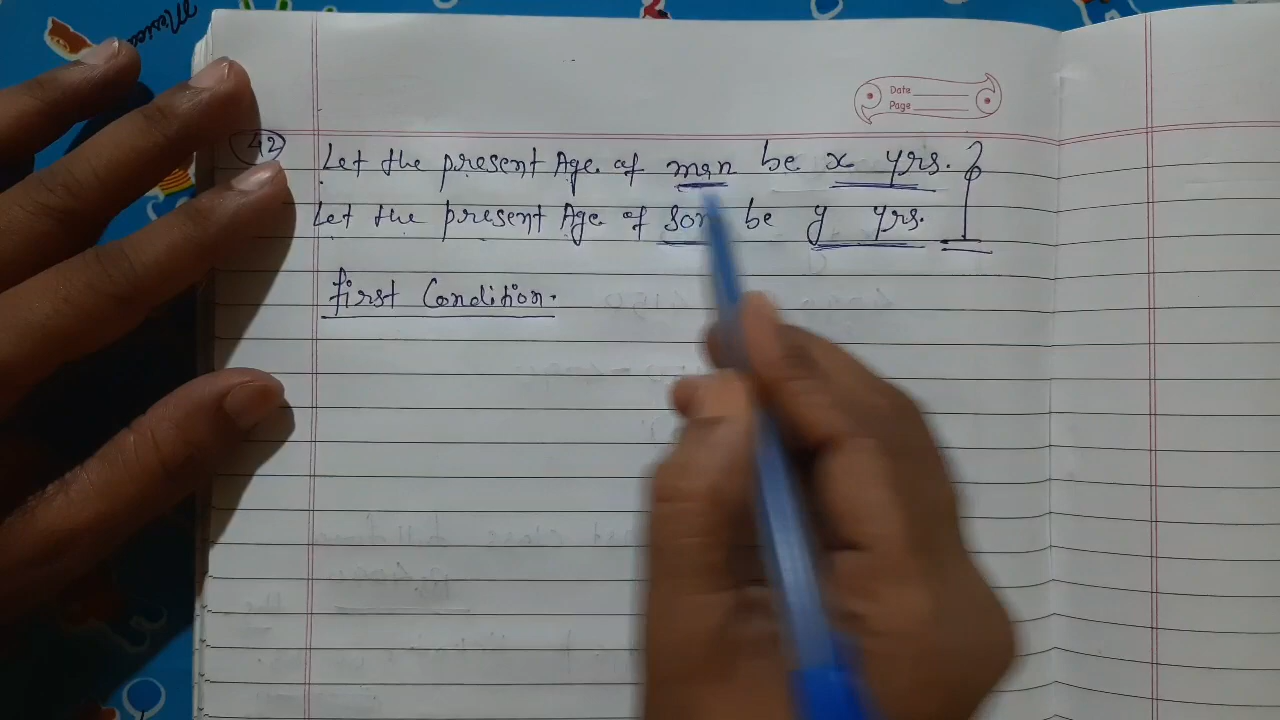 Date
Page
42
Let the present Age of man be x yrs.
Let the present Age of son be y yrs.
first Condition.